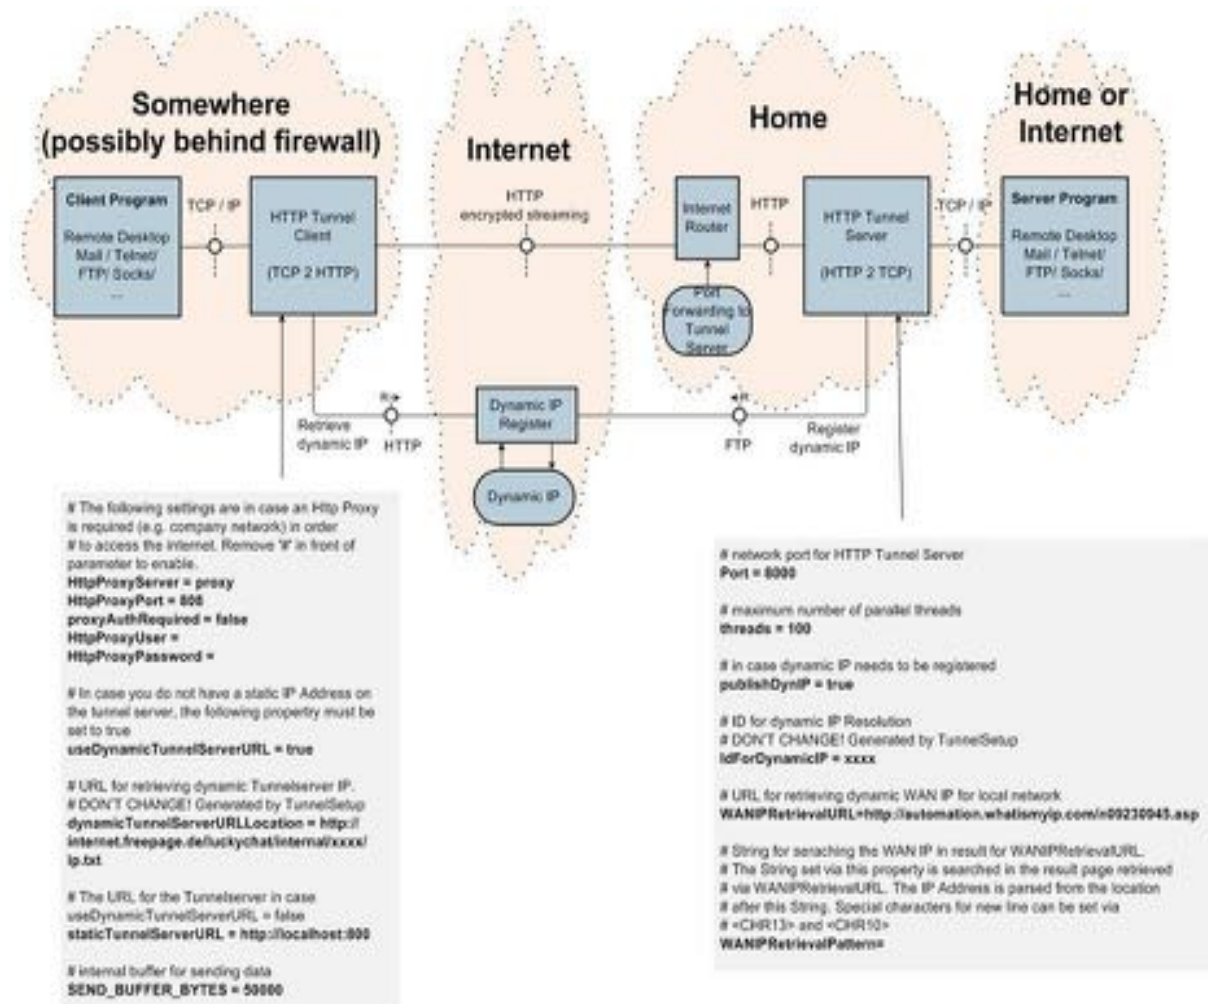 Somewhere
(possibly behind firewall)
Internet
Home
Home or
Internet
Client Program
Remote Desktop
Mail / Telnet/
FTP/ Socks/
...
TCP / IP
HTTP Tunnel
Client
(TCP 2 HTTP)
HTTP
encrypted streaming
Internet
Router
Port
Forwarding to
Tunnel
Server
HTTP
HTTP Tunnel
Server
(HTTP 2 TCP)
TCP / IP
Server Program
Remote Desktop
Mail / Telnet/
FTP/ Socks/
...
Retrieve
dynamic IP
R
HTTP
Dynamic IP
Register
Dynamic IP
R
FTP
Register
dynamic IP
# The following settings are in case an Http Proxy
is required (e.g. company network) in order
# to access the internet. Remove '#' in front of
parameter to enable.
HttpProxyServer = proxy
HttpProxyPort = 808
proxyAuthRequired = false
HttpProxyUser =
HttpProxyPassword =
# In case you do not have a static IP Address on
the tunnel server, the following propertry must be
set to true
useDynamicTunnelServerURL = true
# URL for retrieving dynamic Tunnelserver IP.
# DON'T CHANGE! Generated by TunnelSetup
dynamicTunnelServerURLLocation = http://
internet.freepage.de/luckychat/internal/xxxx/
ip.txt
# The URL for the Tunnelserver in case
useDynamicTunnelServerURL = false
staticTunnelServerURL = http://localhost:800
# internal buffer for sending data
SEND_BUFFER_BYTES = 50000
# network port for HTTP Tunnel Server
Port = 8000
# maximum number of parallel threads
threads = 100
# in case dynamic IP needs to be registered
publishDynIP = true
# ID for dynamic IP Resolution
# DON'T CHANGE! Generated by TunnelSetup
IdForDynamicIP = xxxx
# URL for retrieving dynamic WAN IP for local network
WANIPRetrievalURL=http://automation.whatismyip.com/n09230945.asp
# String for seraching the WAN IP in result for WANIPRetrievalURL.
# The String set via this property is searched in the result page retrieved
# via WANIPRetrievalURL. The IP Address is parsed from the location
# after this String. Special characters for new line can be set via
# <CHR13> and <CHR10>
WANIPRetrievalPattern=